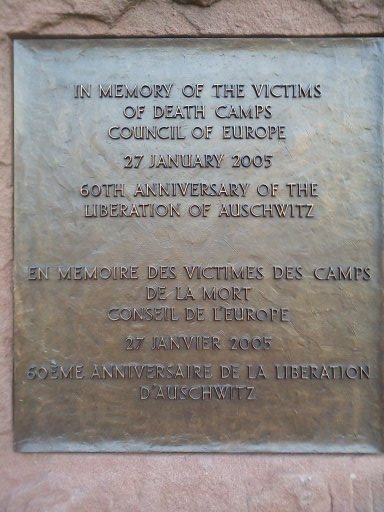 IN MEMORY OF THE VICTIMS
OF DEATH CAMPS
COUNCIL OF EUROPE
27 JANUARY 2005
60TH ANNIVERSARY OF THE
LIBERATION OF AUSCHWITZ
EN MEMOIRE DES VICTIMES DES CAMPS
DE LA MORT
CONSEIL DE L'EUROPE
27 JANVIER 2005
60EME ANNIVERSAIRE DE LA LIBERATION
D'AUSCHWITZ